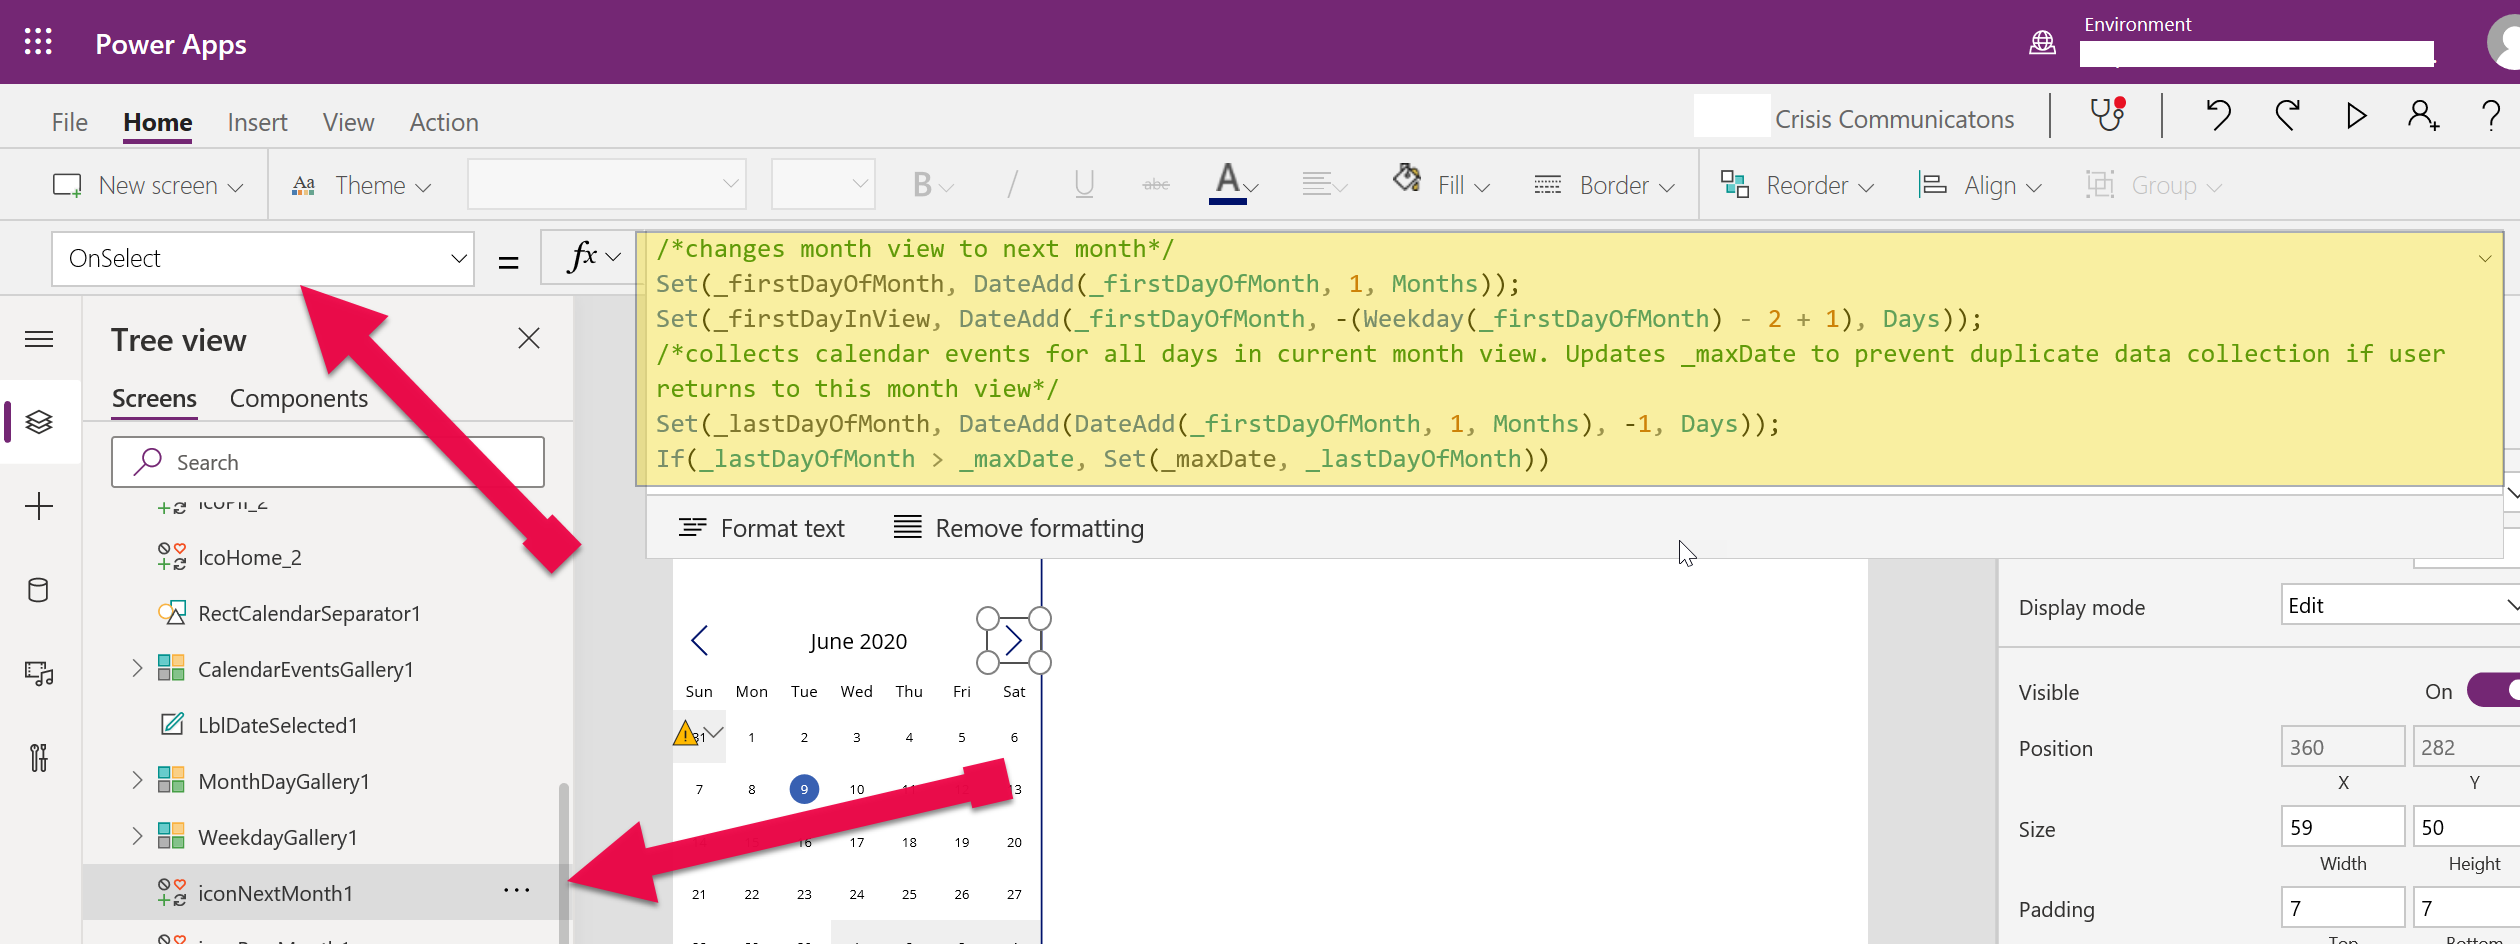 Power Apps
Environment
File Home Insert View Action
Crisis Communicatons
New screen Theme B / U abc A Fill Border Reorder Align Group
OnSelect = fx
/*changes month view to next month*/
Set(_firstDayOfMonth, DateAdd(_firstDayOfMonth, 1, Months));
Set(_firstDayInView, DateAdd(_firstDayOfMonth, -(Weekday(_firstDayOfMonth) - 2 + 1), Days));
/*collects calendar events for all days in current month view. Updates _maxDate to prevent duplicate data collection if user
returns to this month view*/
Set(_lastDayOfMonth, DateAdd(DateAdd(_firstDayOfMonth, 1, Months), -1, Days));
If(_lastDayOfMonth > _maxDate, Set(_maxDate, _lastDayOfMonth))
Format text Remove formatting
Tree view
Screens Components
Search
IcoHome_2
RectCalendarSeparator1
CalendarEventsGallery1
LblDateSelected1
MonthDayGallery1
WeekdayGallery1
iconNextMonth1 ...
June 2020
Sun Mon Tue Wed Thu Fri Sat
31 1 2 3 4 5 6
7 8 9 10 13
16 17 18 19 20
21 22 23 24 25 26 27
Display mode Edit
Visible On
Position 360 282
X Y
Size 59 50
Width Height
Padding 7 7
Top Bottom